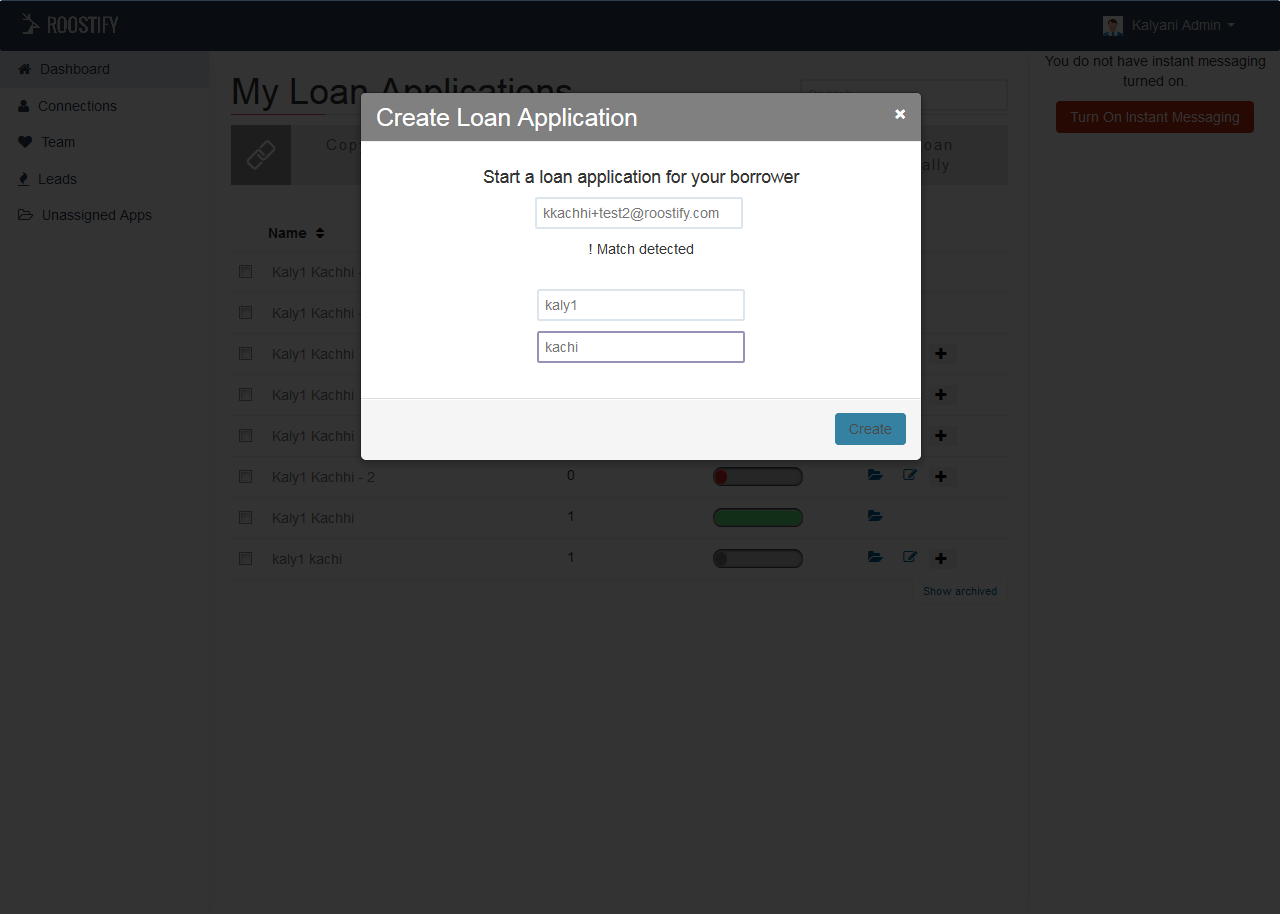 ROOSTIFY
Kalyani Admin
Dashboard
Connections
Team
Leads
Unassigned Apps
My Loan Applications
You do not have instant messaging
turned on.
Turn On Instant Messaging
Create Loan Application
Start a loan application for your borrower
kkachhi+test2@roostify.com
! Match detected
kaly1
kachi
Create
Name
Kaly1 Kachhi -
Kaly1 Kachhi -
Kaly1 Kachhi
Kaly1 Kachhi
Kaly1 Kachhi
Kaly1 Kachhi - 2 0
Kaly1 Kachhi 1
kaly1 kachi 1
Show archived